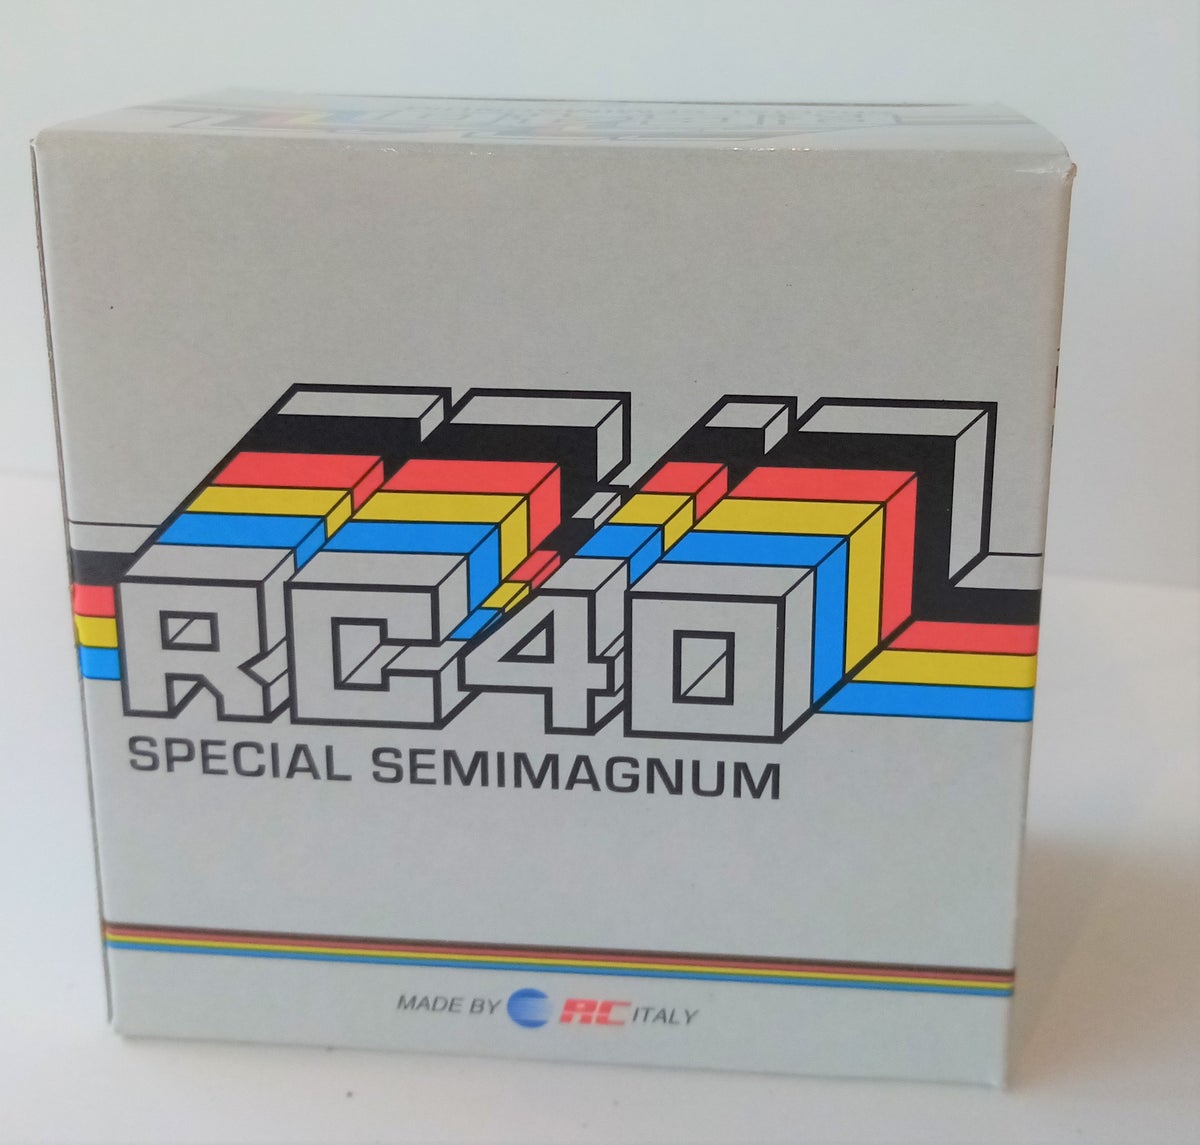 RC40
SPECIAL SEMIMAGNUM
MADE BY RC ITALY